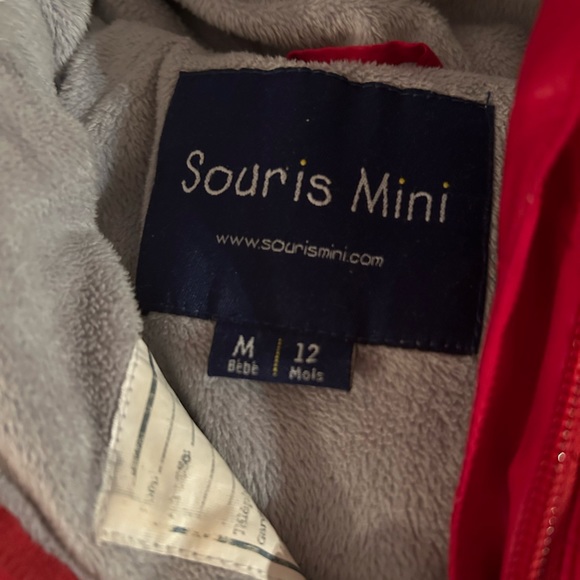 Souris Mini
www.sourismini.com
M | 12
Bébé Mois